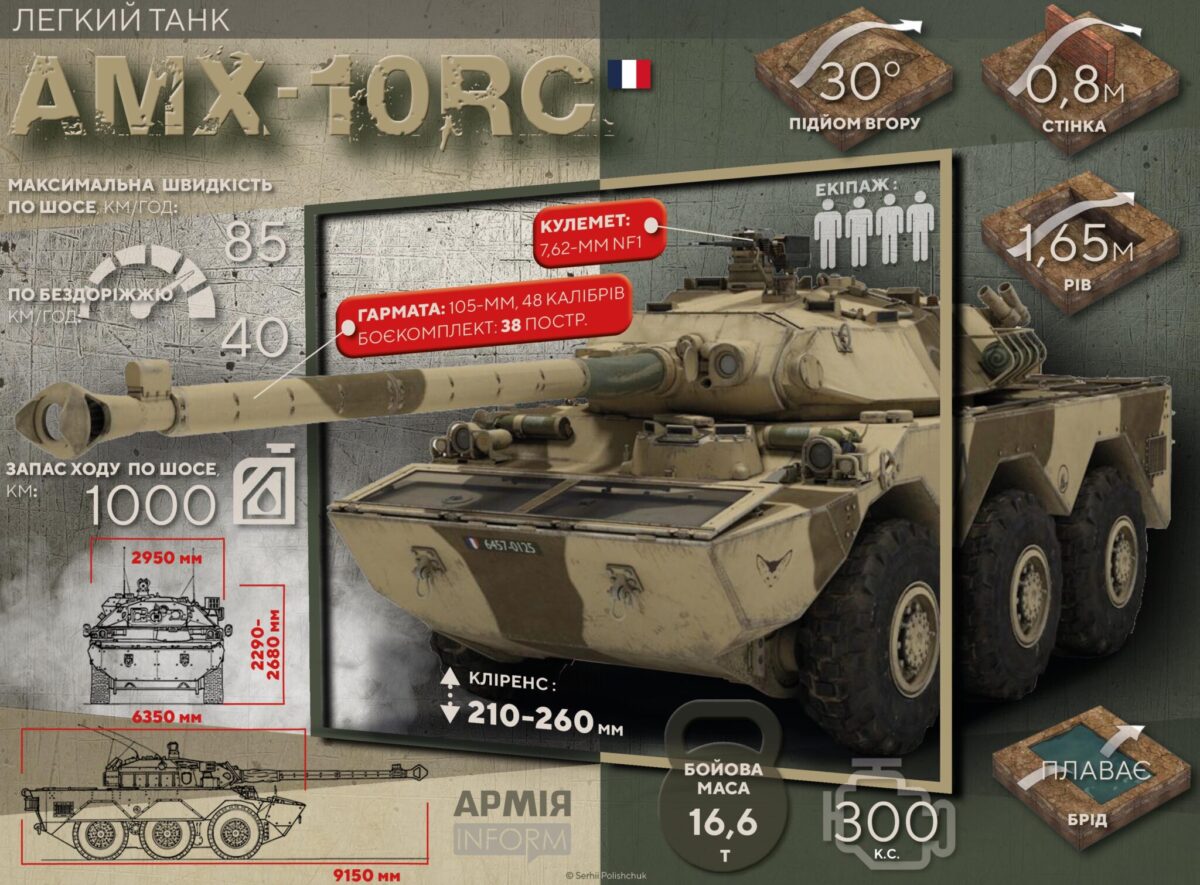 ЛЕГКИЙ ТАНК
AMX-10RC
30°
ПІДЙОМ ВГОРУ
0,8М
СТІНКА
МАКСИМАЛЬНА ШВИДКІСТЬ
ПО ШОСЕ, КМ/ГОД:
85
ПО БЕЗДОРІЖЖЮ
КМ/ГОД:
40
КУЛЕМЕТ:
7,62-ММ NF1
ЕКІПАЖ:
1,65М
РІВ
ГАРМАТА: 105-ММ, 48 КАЛІБРІВ
БОЄКОМПЛЕКТ: 38 ПОСТР.
ЗАПАС ХОДУ ПО ШОСЕ,
КМ:
1000
6457-0125
2950 мм
2290-
2680 мм
КЛІРЕНС:
210-260 мм
6350 мм
9150 мм
АРМІЯ
INFORM
БОЙОВА
МАСА
16,6
Т
300
К.С.
ПЛАВАЄ
БРІД
© Serhii Polishchuk